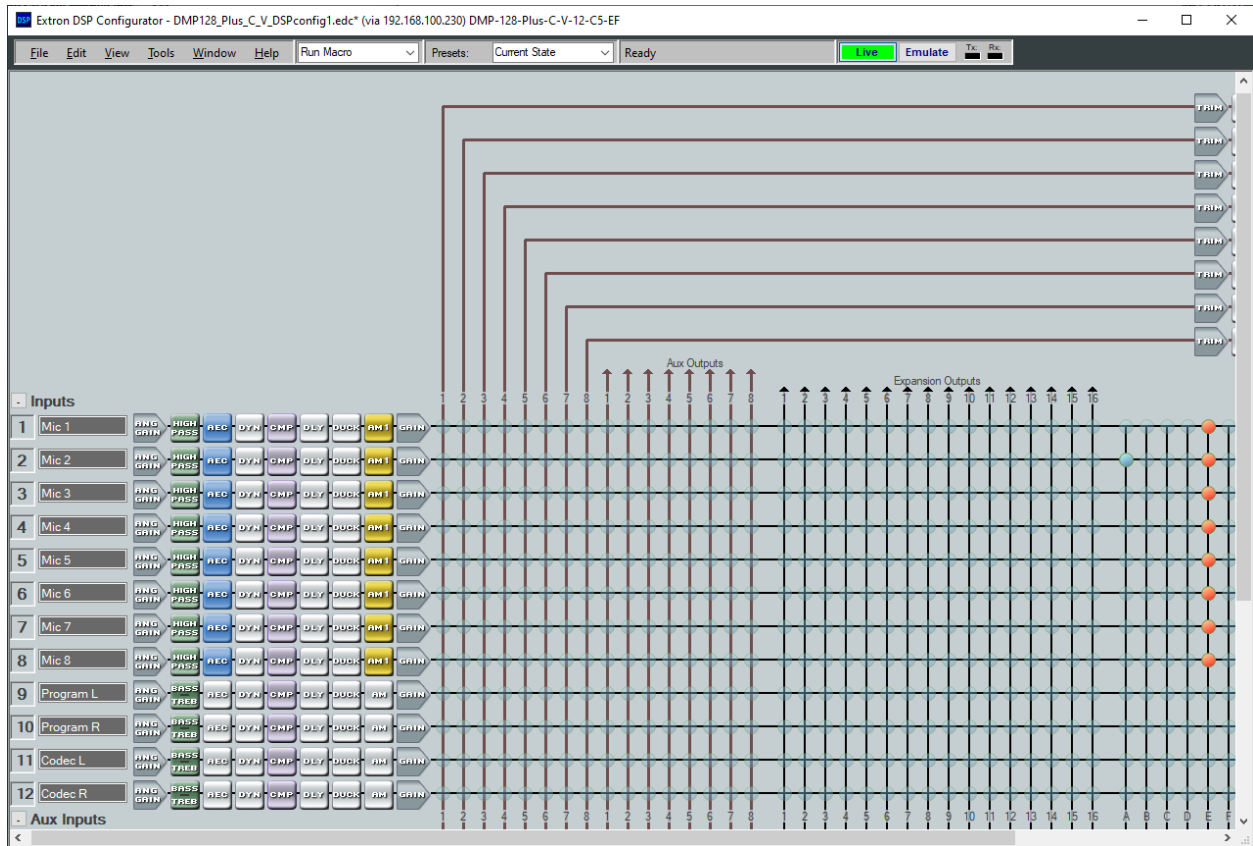 DSP Extron DSP Configurator - DMP128_Plus_C_V_DSPconfig1.edc* (via 192.168.100.230) DMP-128-Plus-C-V-12-C5-EF
File Edit View Tools Window Help Run Macro Presets: Current State Ready Live Emulate Tx: Rx:
TRIM
TRIM
TRIM
TRIM
TRIM
TRIM
TRIM
TRIM
Aux Outputs
Expansion Outputs
- Inputs 1 2 3 4 5 6 7 8 1 2 3 4 5 6 7 8 1 2 3 4 5 6 7 8 9 10 11 12 13 14 15 16
1 Mic 1 ANG GAIN HIGH PASS AEC DYN CMP DLY DUCK AM1 GAIN
2 Mic 2 ANG GAIN HIGH PASS AEC DYN CMP DLY DUCK AM1 GAIN
3 Mic 3 ANG GAIN HIGH PASS AEC DYN CMP DLY DUCK AM1 GAIN
4 Mic 4 ANG GAIN HIGH PASS AEC DYN CMP DLY DUCK AM1 GAIN
5 Mic 5 ANG GAIN HIGH PASS AEC DYN CMP DLY DUCK AM1 GAIN
6 Mic 6 ANG GAIN HIGH PASS AEC DYN CMP DLY DUCK AM1 GAIN
7 Mic 7 ANG GAIN HIGH PASS AEC DYN CMP DLY DUCK AM1 GAIN
8 Mic 8 ANG GAIN HIGH PASS AEC DYN CMP DLY DUCK AM1 GAIN
9 Program L ANG GAIN BASS TREB AEC DYN CMP DLY DUCK AM GAIN
10 Program R ANG GAIN BASS TREB AEC DYN CMP DLY DUCK AM GAIN
11 Codec L ANG GAIN BASS TREB AEC DYN CMP DLY DUCK AM GAIN
12 Codec R ANG GAIN BASS TREB AEC DYN CMP DLY DUCK AM GAIN
- Aux Inputs 1 2 3 4 5 6 7 8 1 2 3 4 5 6 7 8 1 2 3 4 5 6 7 8 9 10 11 12 13 14 15 16 A B C D E F